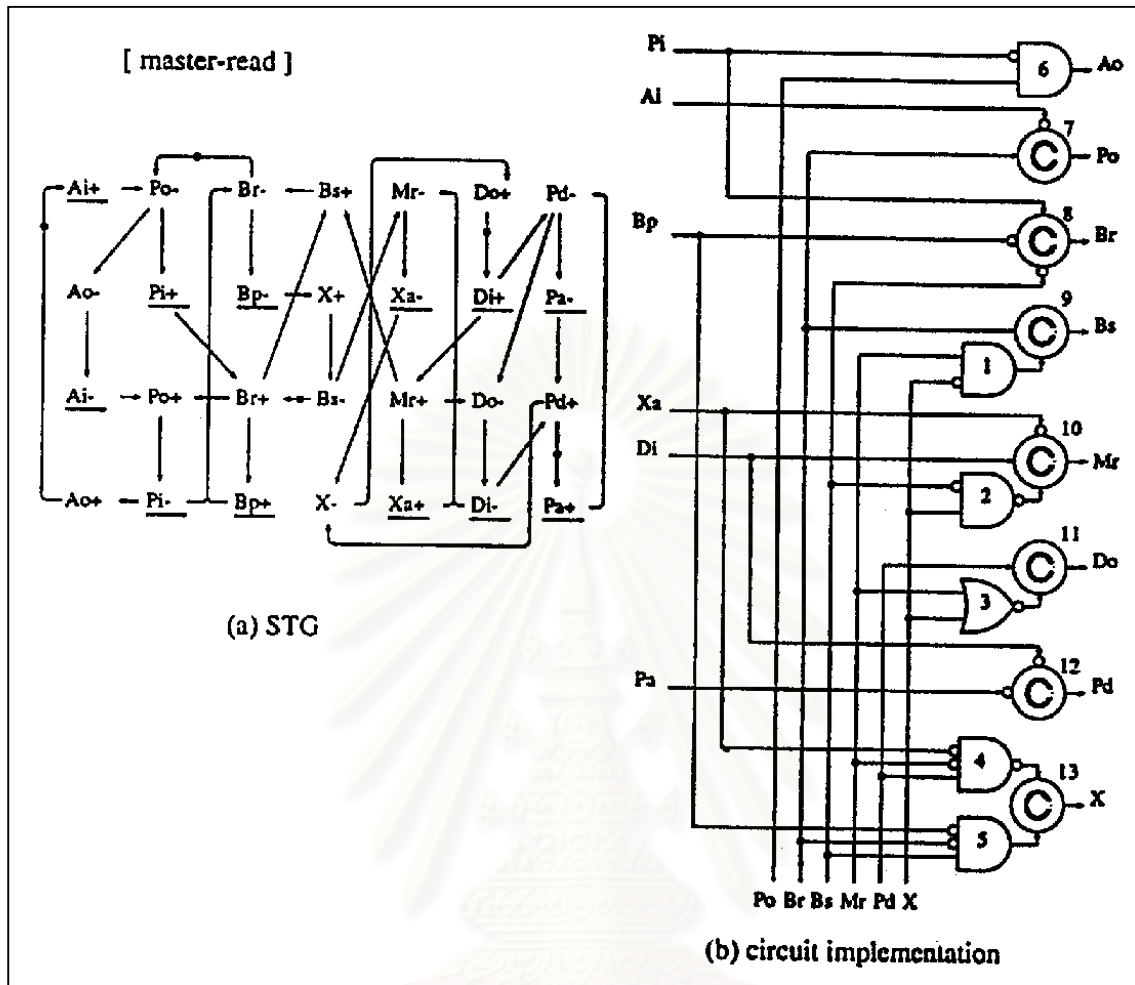 [ master-read ]
Ai+ Po- Br- Bs+ Mr- Do+ Pd-
Ao- Pi+ Bp- X+ Xa- Di+ Pa-
Ai- Po+ Br+ Bs- Mr+ Do- Pd+
Ao+ Pi- Bp+ X- Xa+ Di- Pa+
(a) STG
Pi
6
Ao
Ai
7
C
Po
Bp
8
C
Br
9
C
Bs
1
Xa
10
C
Mr
Di
2
11
C
Do
3
12
C
Pd
Pa
4
13
C
X
5
Po Br Bs Mr Pd X
(b) circuit implementation